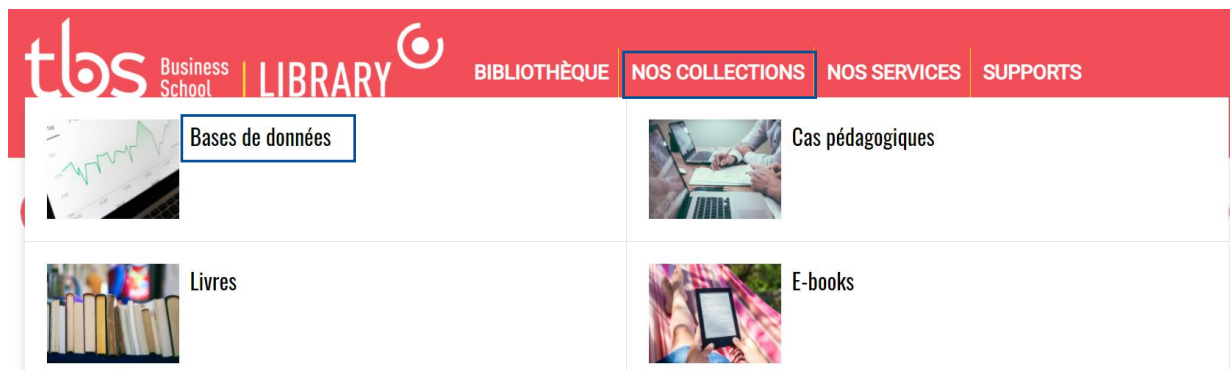 tbs Business School | LIBRARY
BIBLIOTHÈQUE
NOS COLLECTIONS
NOS SERVICES
SUPPORTS
Bases de données
Cas pédagogiques
Livres
E-books